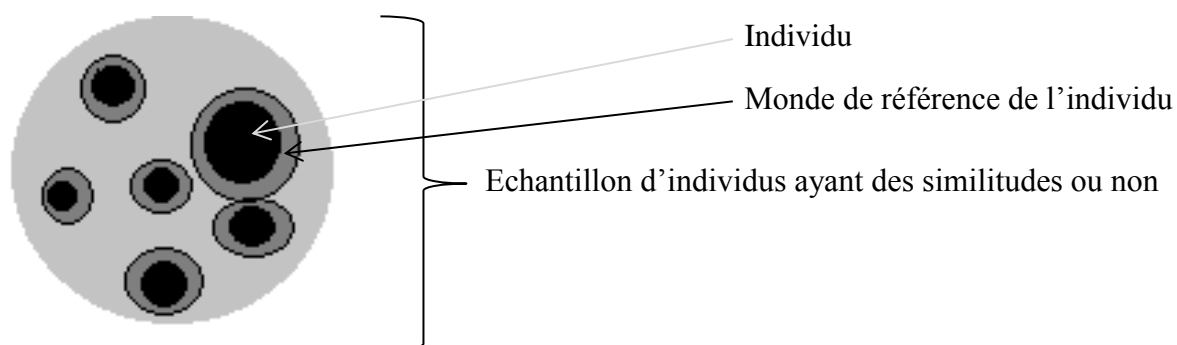 Individu
Monde de référence de l’individu
Echantillon d’individus ayant des similitudes ou non